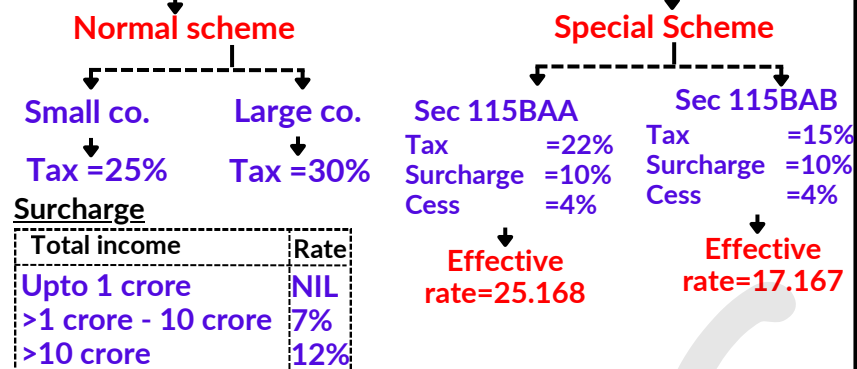 Normal scheme
Small co.
Tax =25%
Large co.
Tax =30%
Surcharge
Total income Rate
Upto 1 crore NIL
>1 crore - 10 crore 7%
>10 crore 12%
Special Scheme
Sec 115BAA
Tax =22%
Surcharge =10%
Cess =4%
Effective
rate=25.168
Sec 115BAB
Tax =15%
Surcharge =10%
Cess =4%
Effective
rate=17.167